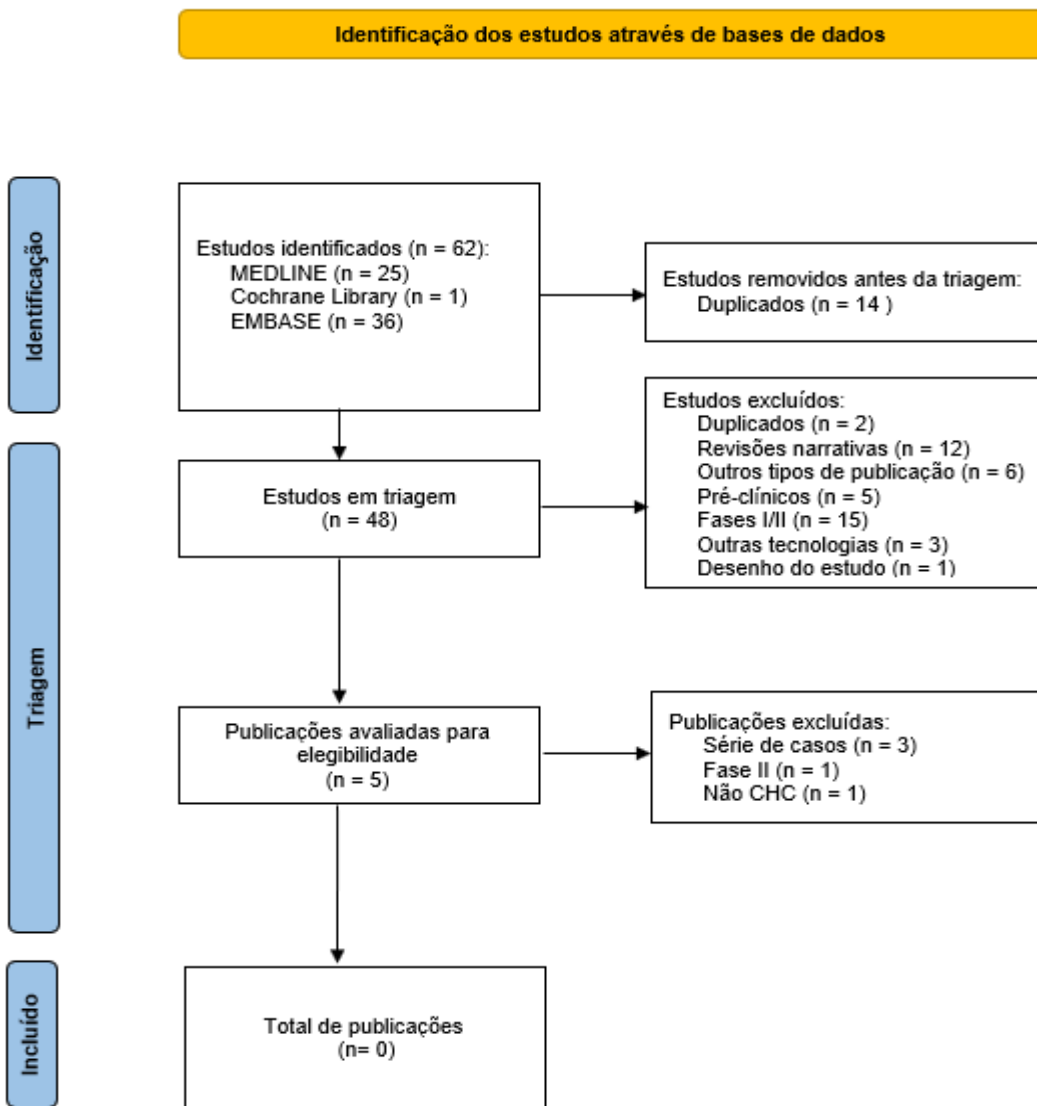 Identificação dos estudos através de bases de dados
Identificação
Estudos identificados (n = 62):
MEDLINE (n = 25)
Cochrane Library (n = 1)
EMBASE (n = 36)
Estudos removidos antes da triagem:
Duplicados (n = 14 )
Triagem
Estudos em triagem
(n = 48)
Estudos excluídos:
Duplicados (n = 2)
Revisões narrativas (n = 12)
Outros tipos de publicação (n = 6)
Pré-clínicos (n = 5)
Fases I/II (n = 15)
Outras tecnologias (n = 3)
Desenho do estudo (n = 1)
Publicações avaliadas para
elegibilidade
(n = 5)
Publicações excluídas:
Série de casos (n = 3)
Fase II (n = 1)
Não CHC (n = 1)
Incluído
Total de publicações
(n= 0)